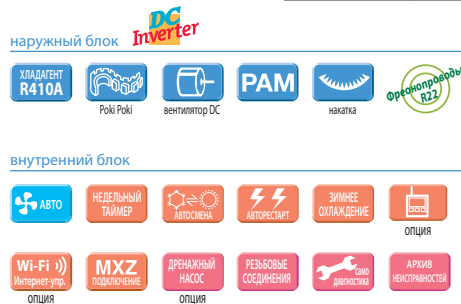 наружный блок
DC
Inverter
ХЛАДАГЕНТ
R410A
Poki Poki
вентилятор DC
PAM
накатка
Фреонопроводы
R22
внутренний блок
АВТО
НЕДЕЛЬНЫЙ
ТАЙМЕР
АВТОСМЕНА
АВТОРЕСТАРТ
ЗИМНЕЕ
ОХЛАЖДЕНИЕ
опция
Wi-Fi
Интернет-упр.
опция
MXZ
ПОДКЛЮЧЕНИЕ
ДРЕНАЖНЫЙ
НАСОС
опция
РЕЗЬБОВЫЕ
СОЕДИНЕНИЯ
само
диагностика
АРХИВ
НЕИСПРАВНОСТЕЙ